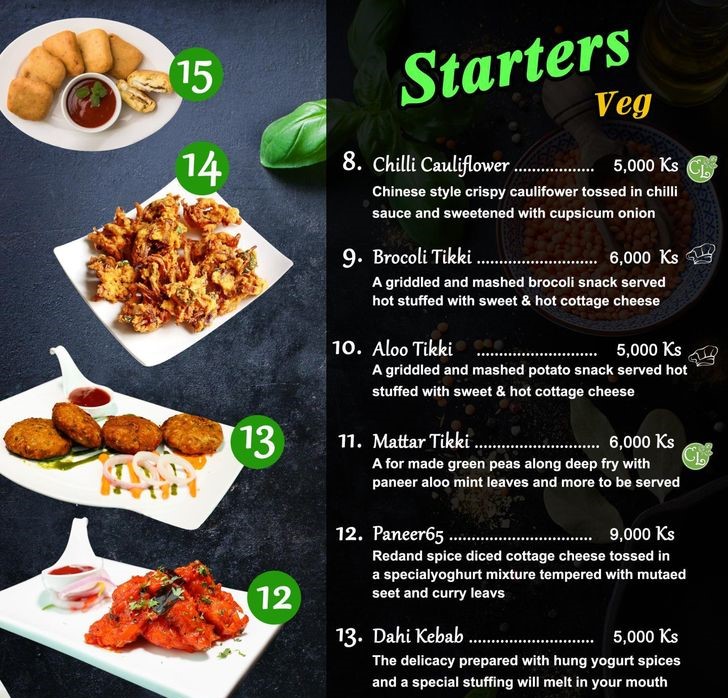 Starters
Veg
8. Chilli Cauliflower .................. 5,000 Ks
CL
Chinese style crispy caulifower tossed in chilli
sauce and sweetened with cupsicum onion
9. Brocoli Tikki ........................... 6,000 Ks
A griddled and mashed brocoli snack served
hot stuffed with sweet & hot cottage cheese
10. Aloo Tikki ........................... 5,000 Ks
A griddled and mashed potato snack served hot
stuffed with sweet & hot cottage cheese
11. Mattar Tikki ............................ 6,000 Ks
CL
A for made green peas along deep fry with
paneer aloo mint leaves and more to be served
12. Paneer65 ................................ 9,000 Ks
Redand spice diced cottage cheese tossed in
a specialyoghurt mixture tempered with mutaed
seet and curry leavs
13. Dahi Kebab ............................ 5,000 Ks
The delicacy prepared with hung yogurt spices
and a special stuffing will melt in your mouth
15
14
13
12